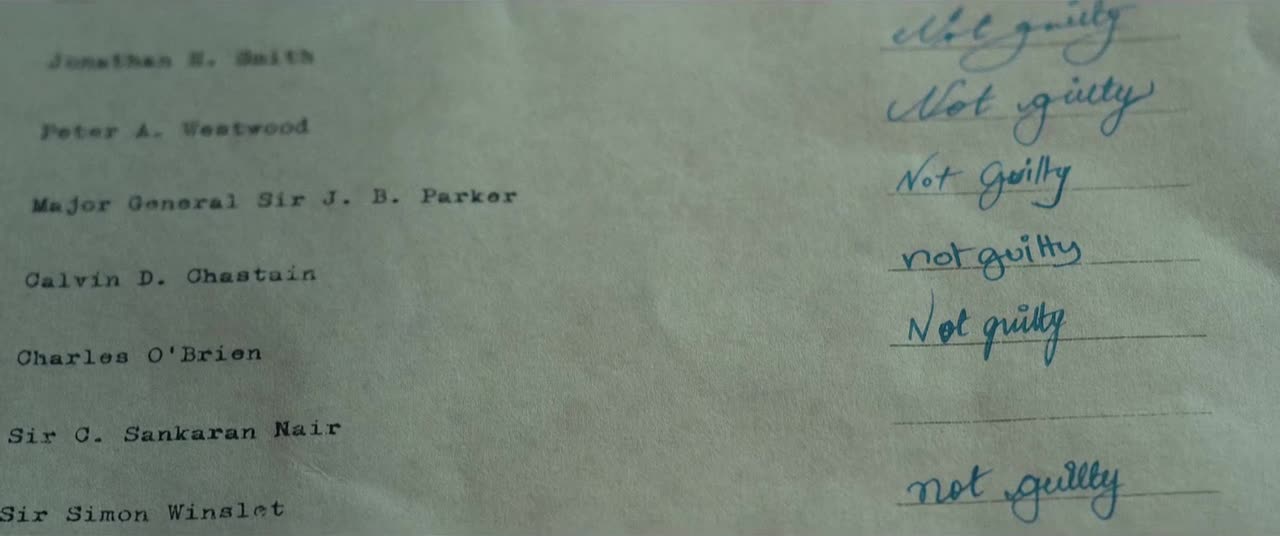 Jonathan H. Smith Not guilty
Peter A. Westwood Not guilty
Major General Sir J. B. Parker Not Guilty
Calvin D. Chastain not guilty
Charles O'Brien Not guilty
Sir C. Sankaran Nair
Sir Simon Winslet not guilty